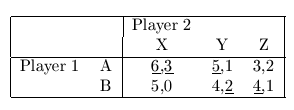 Player 2
X Y Z
Player 1 A 6,3 5,1 3,2
B 5,0 4,2 4,1